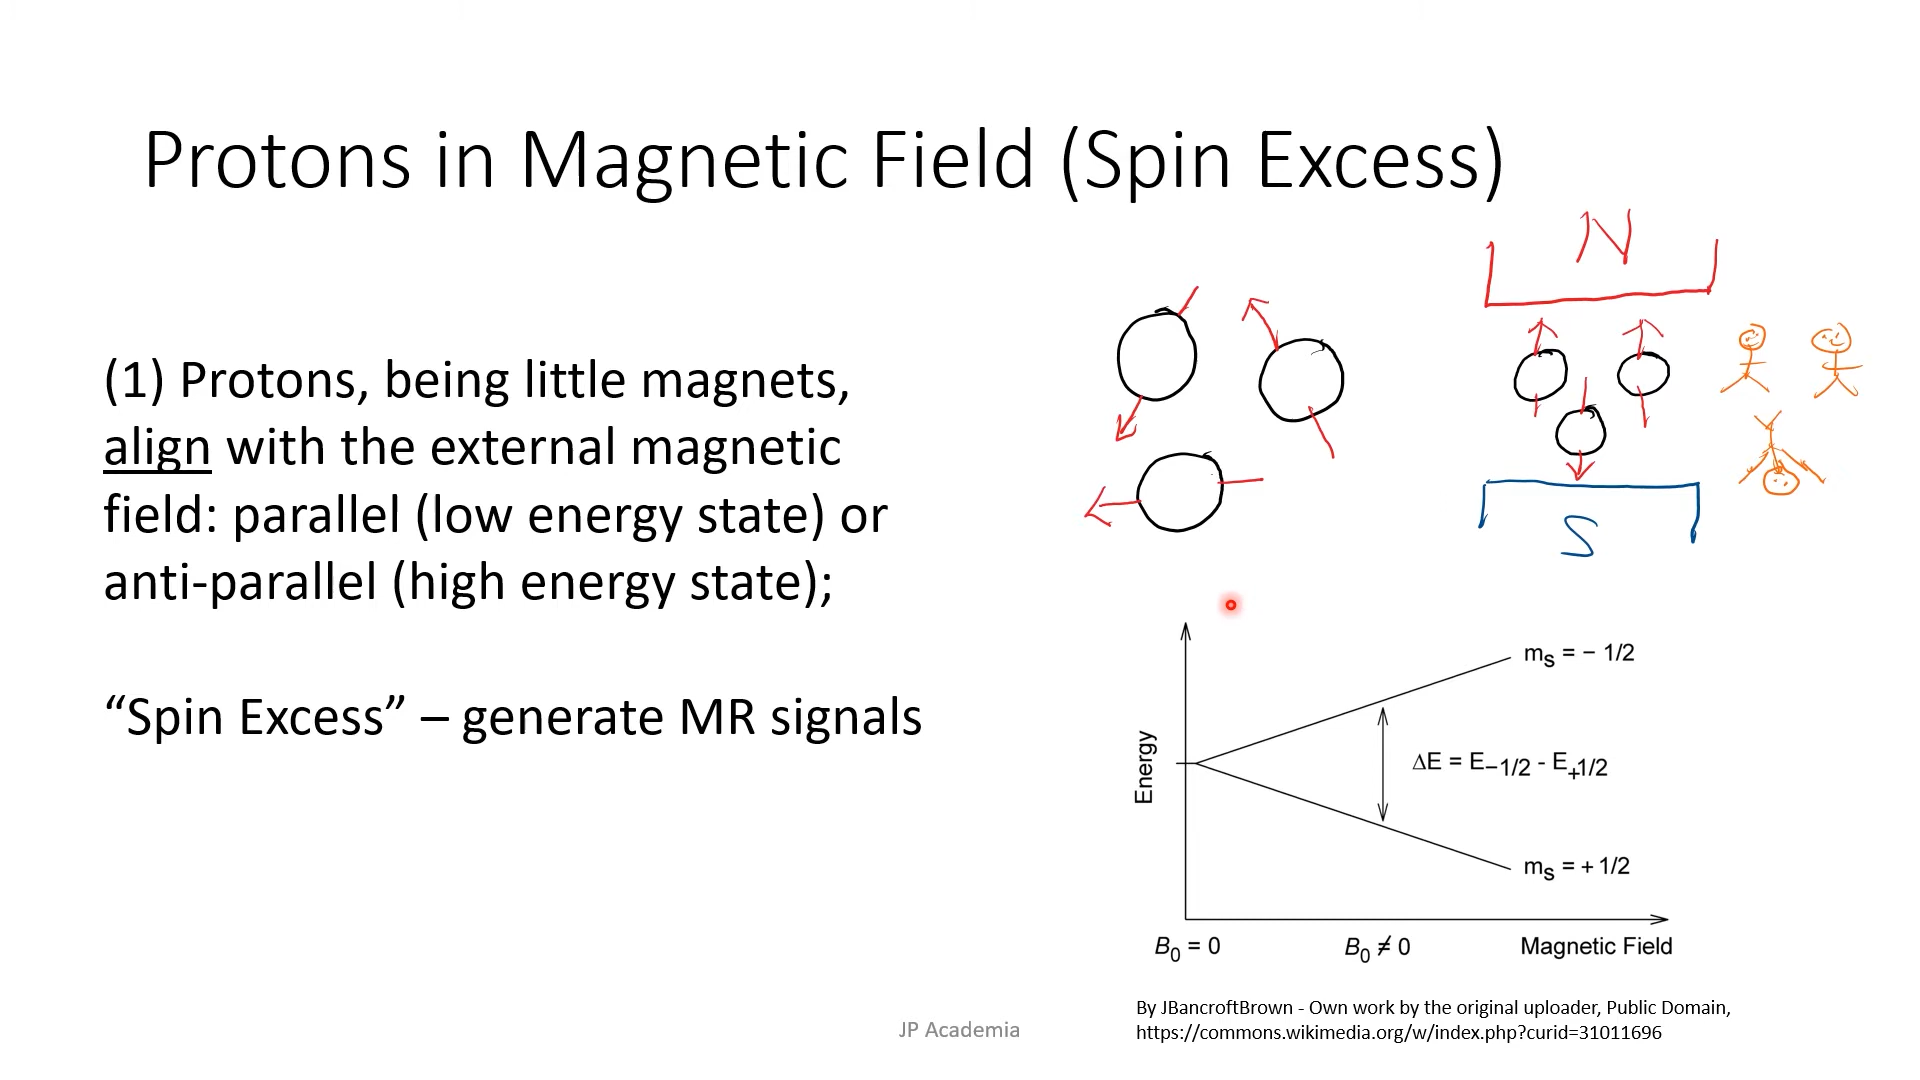 Protons in Magnetic Field (Spin Excess)
(1) Protons, being little magnets,
align with the external magnetic
field: parallel (low energy state) or
anti-parallel (high energy state);
“Spin Excess” – generate MR signals
N
S
Energy
mS = − 1/2
ΔE = E−1/2 - E+1/2
mS = + 1/2
B0 = 0
B0 ≠ 0
Magnetic Field
By JBancroftBrown - Own work by the original uploader, Public Domain,
https://commons.wikimedia.org/w/index.php?curid=31011696
JP Academia